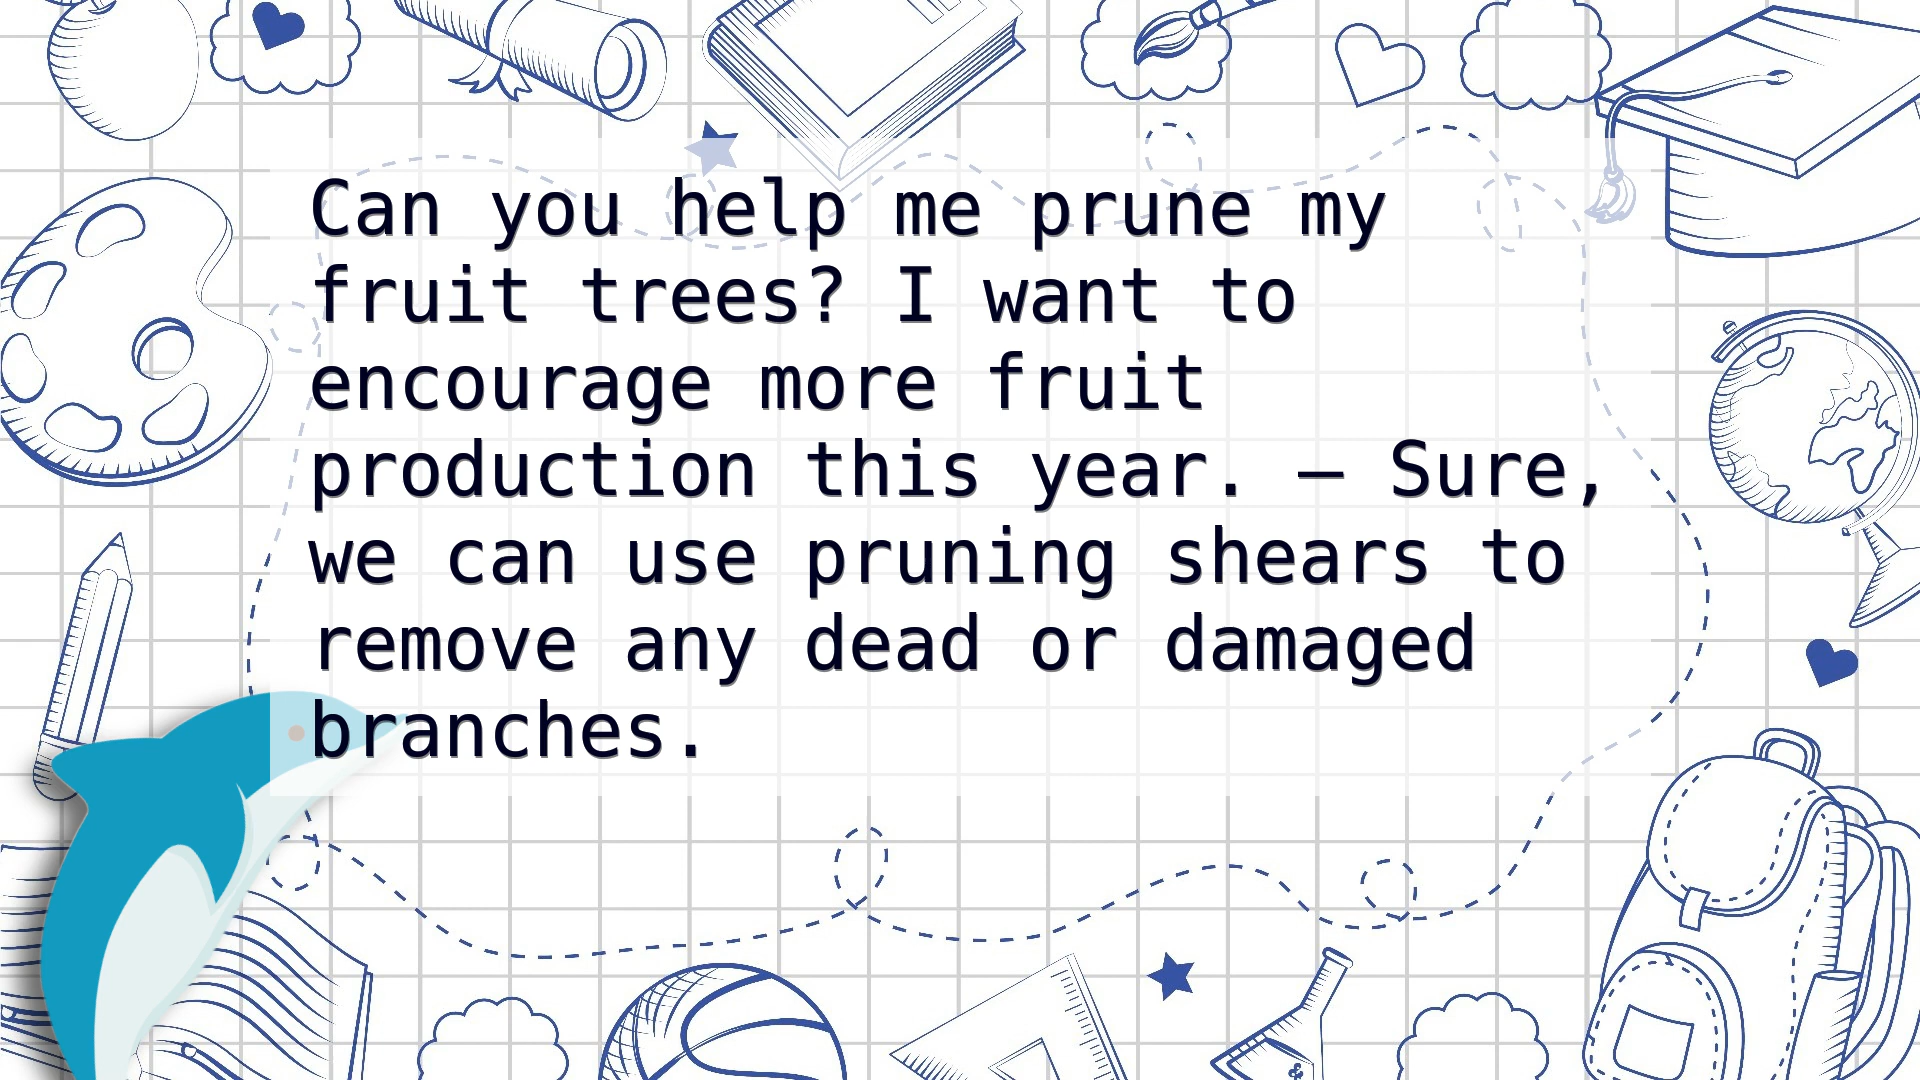 Can you help me prune my
fruit trees? I want to
encourage more fruit
production this year. – Sure,
we can use pruning shears to
remove any dead or damaged
branches.